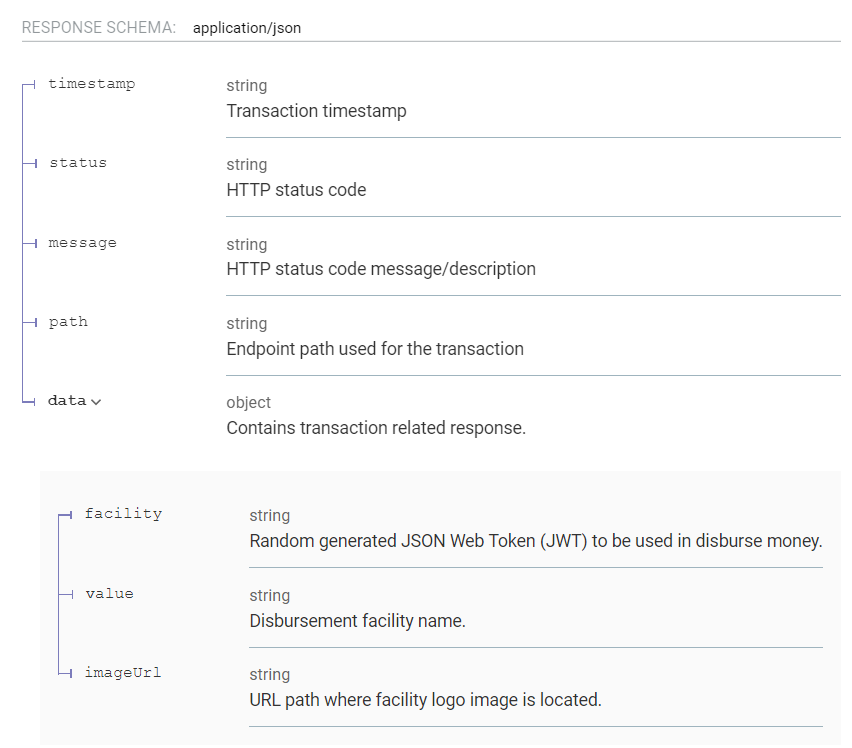 RESPONSE SCHEMA: application/json
timestamp
string
Transaction timestamp
status
string
HTTP status code
message
string
HTTP status code message/description
path
string
Endpoint path used for the transaction
data
object
Contains transaction related response.
facility
string
Random generated JSON Web Token (JWT) to be used in disburse money.
value
string
Disbursement facility name.
imageUrl
string
URL path where facility logo image is located.